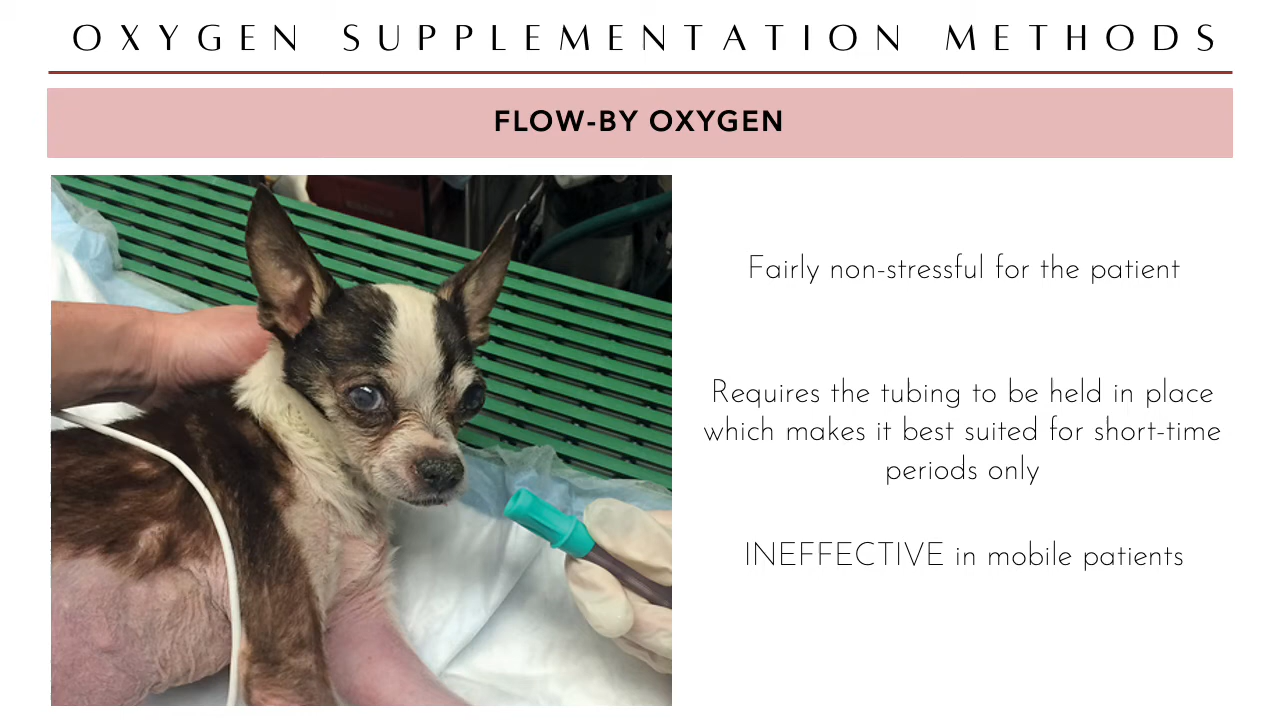 OXYGEN SUPPLEMENTATION METHODS
FLOW-BY OXYGEN
Fairly non-stressful for the patient
Requires the tubing to be held in place
which makes it best suited for short-time
periods only
INEFFECTIVE in mobile patients